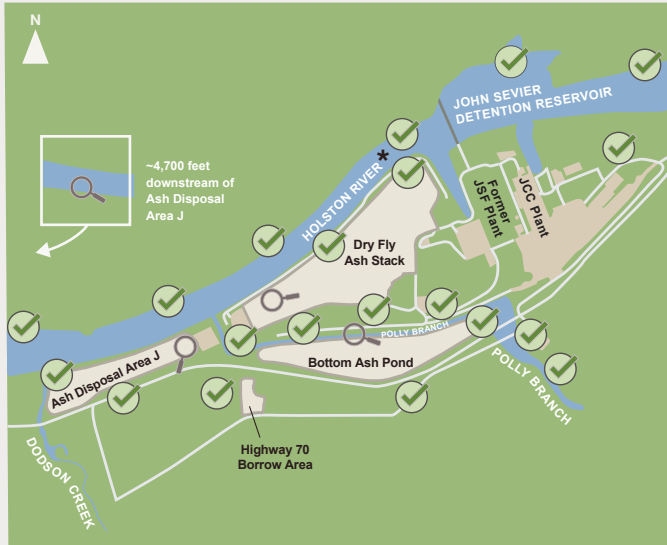 N
JOHN SEVIER
DETENTION RESERVOIR
~4,700 feet
downstream of
Ash Disposal
Area J
HOLSTON RIVER
*
Former
JSF Plant
JCC Plant
Dry Fly
Ash Stack
POLLY BRANCH
Bottom Ash Pond
Ash Disposal Area J
POLLY BRANCH
Highway 70
Borrow Area
DODSON CREEK